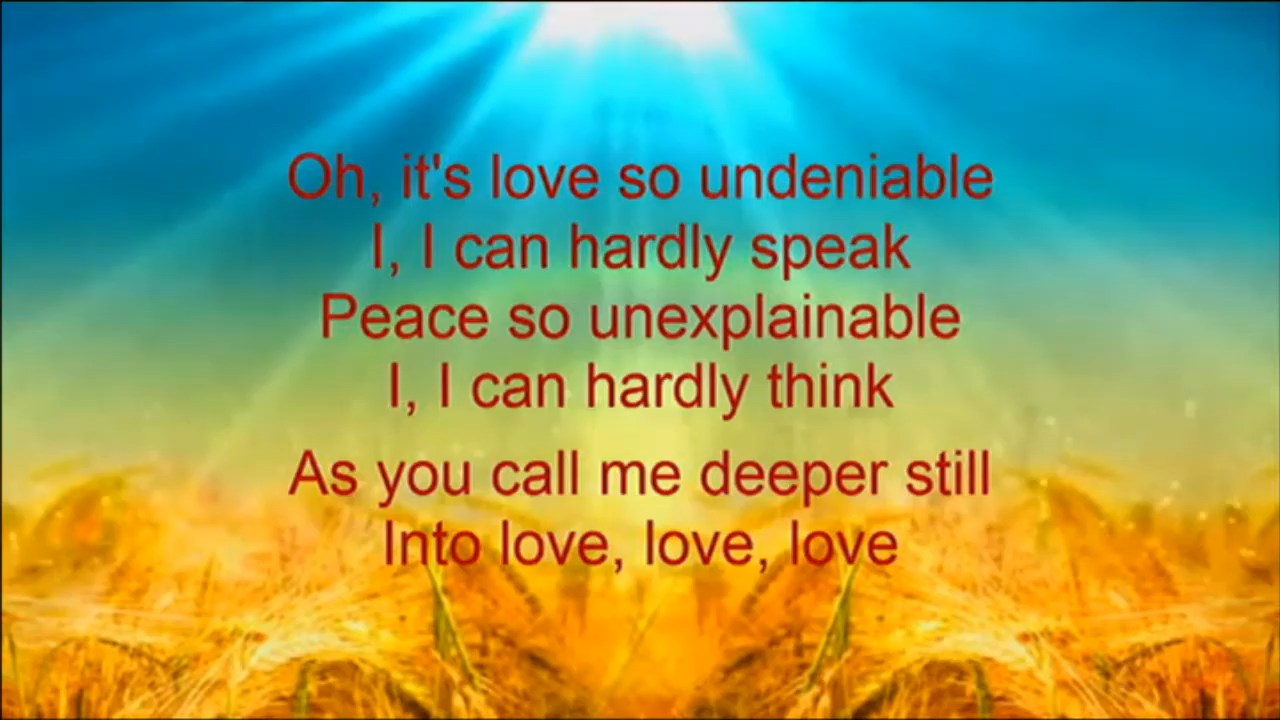 Oh, it's love so undeniable
I, I can hardly speak
Peace so unexplainable
I, I can hardly think
As you call me deeper still
Into love, love, love